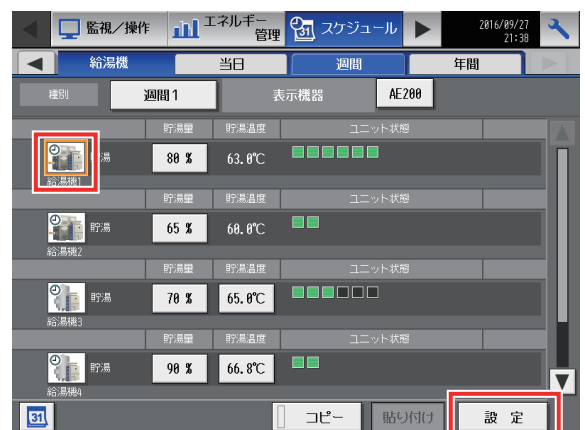 監視／操作 エネルギー管理 スケジュール 2016/09/27 21:38
給湯機 当日 週間 年間
種別 週間1 表示機器 AE200
貯湯量 貯湯温度 ユニット状態
貯湯 80 % 63.0℃
給湯機1
貯湯量 貯湯温度 ユニット状態
貯湯 65 % 60.0℃
給湯機2
貯湯量 貯湯温度 ユニット状態
貯湯 70 % 65.0℃
給湯機3
貯湯量 貯湯温度 ユニット状態
貯湯 90 % 66.8℃
給湯機4
31 コピー 貼り付け 設 定